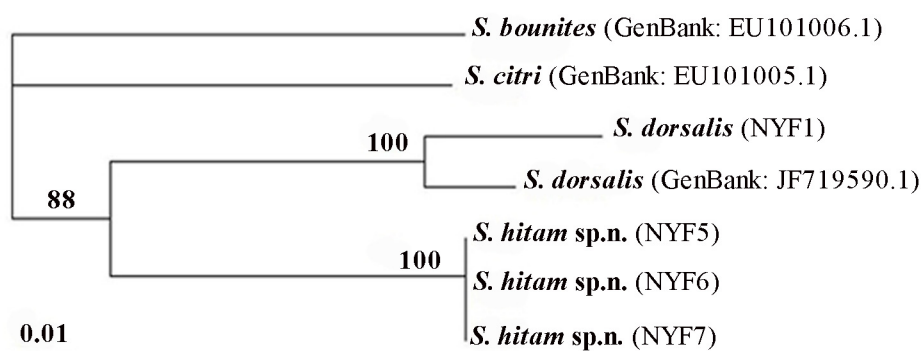 S. bounites (GenBank: EU101006.1)
S. citri (GenBank: EU101005.1)
S. dorsalis (NYF1)
100
S. dorsalis (GenBank: JF719590.1)
88
S. hitam sp.n. (NYF5)
100
S. hitam sp.n. (NYF6)
0.01
S. hitam sp.n. (NYF7)